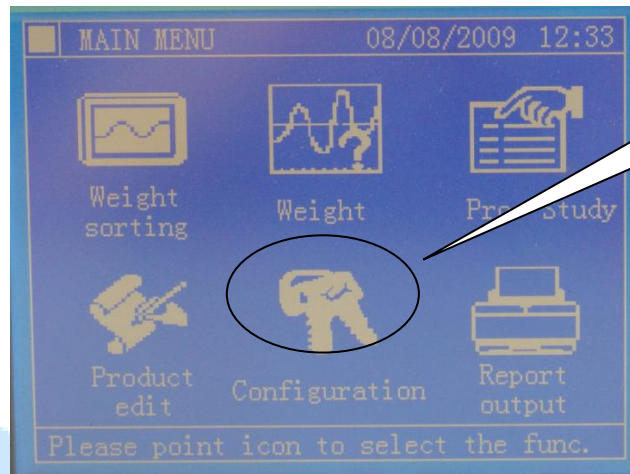 MAIN MENU 08/08/2009 12:33
Weight
sorting
Weight
Study
Product
edit
Configuration
Report
output
Please point icon to select the func.